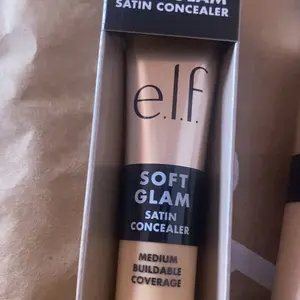 SATIN CONCEALER
e.l.f.
SOFT
GLAM
SATIN
CONCEALER
MEDIUM
BUILDABLE
COVERAGE